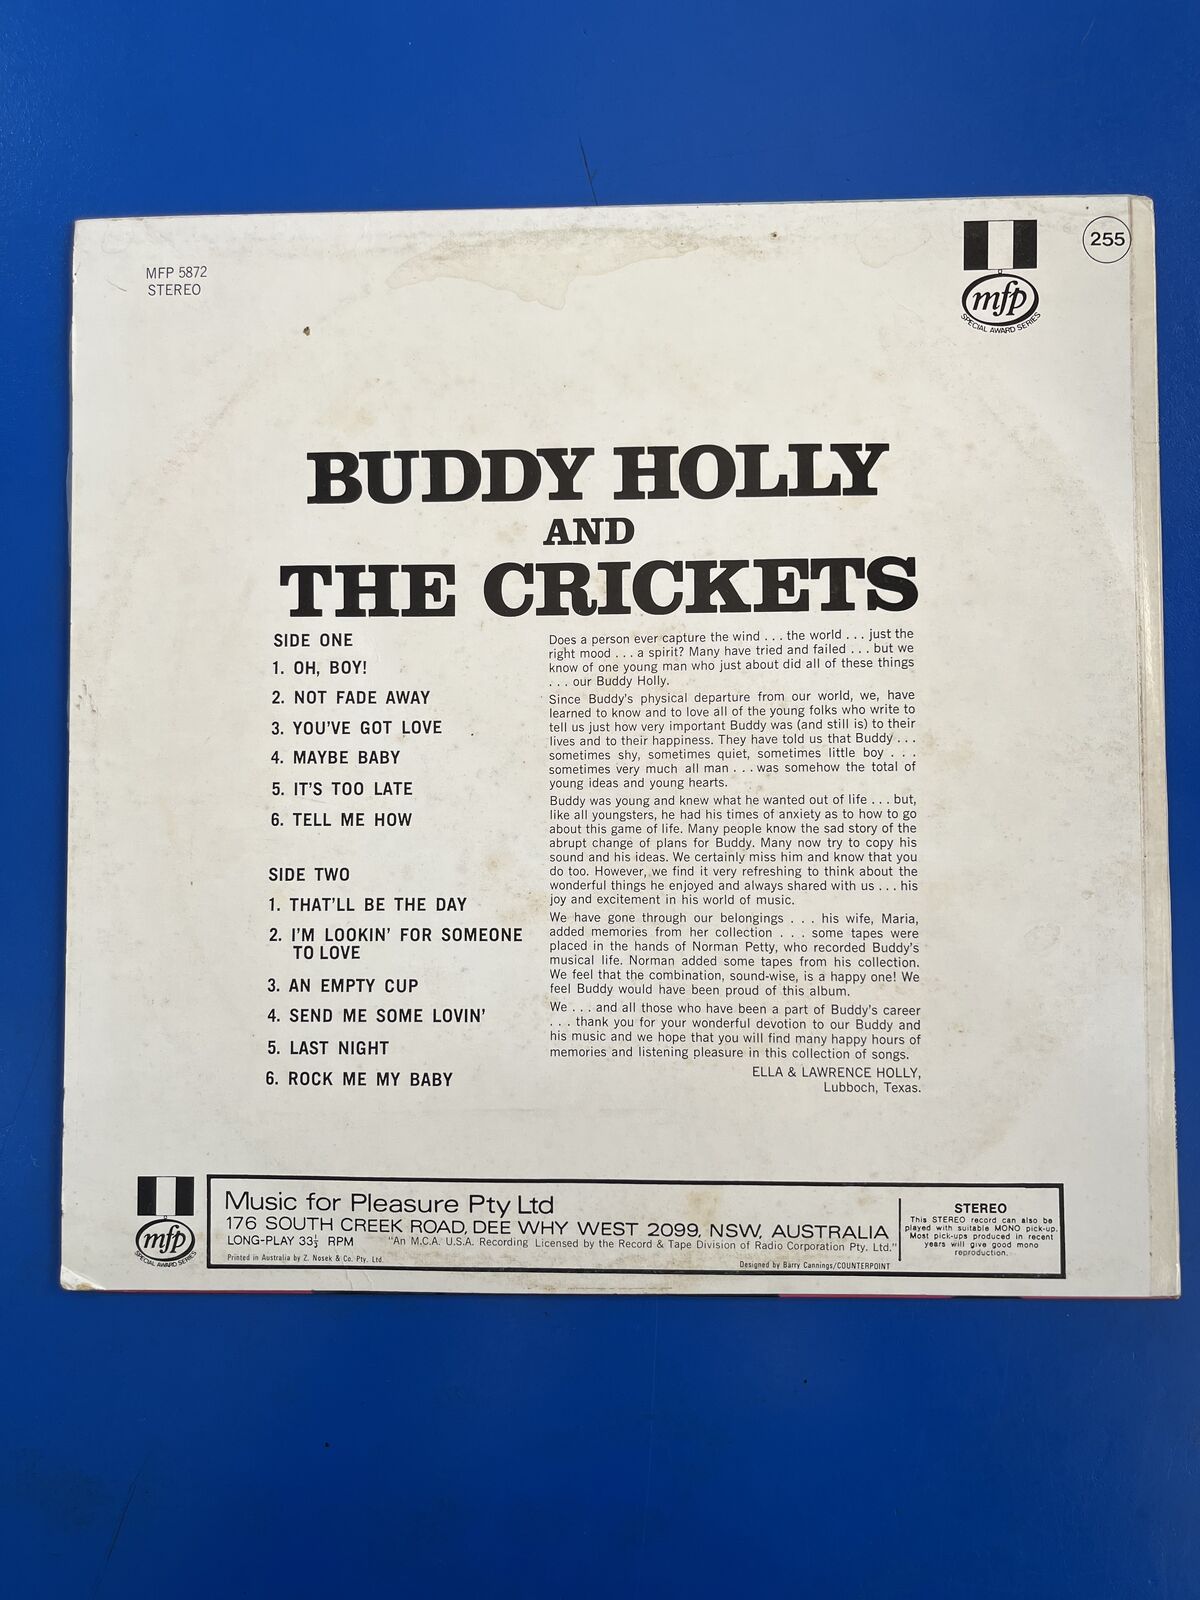 MFP 5872
STEREO
mfp
SPECIAL AWARD SERIES
255
BUDDY HOLLY
AND
THE CRICKETS
SIDE ONE
1. OH, BOY!
2. NOT FADE AWAY
3. YOU'VE GOT LOVE
4. MAYBE BABY
5. IT'S TOO LATE
6. TELL ME HOW
SIDE TWO
1. THAT'LL BE THE DAY
2. I'M LOOKIN' FOR SOMEONE
TO LOVE
3. AN EMPTY CUP
4. SEND ME SOME LOVIN'
5. LAST NIGHT
6. ROCK ME MY BABY
Does a person ever capture the wind . . . the world . . . just the
right mood . . . a spirit? Many have tried and failed . . . but we
know of one young man who just about did all of these things
. . . our Buddy Holly.
Since Buddy's physical departure from our world, we, have
learned to know and to love all of the young folks who write to
tell us just how very important Buddy was (and still is) to their
lives and to their happiness. They have told us that Buddy . . .
sometimes shy, sometimes quiet, sometimes little boy . . .
sometimes very much all man . . . was somehow the total of
young ideas and young hearts.
Buddy was young and knew what he wanted out of life . . . but,
like all youngsters, he had his times of anxiety as to how to go
about this game of life. Many people know the sad story of the
abrupt change of plans for Buddy. Many now try to copy his
sound and his ideas. We certainly miss him and know that you
do too. However, we find it very refreshing to think about the
wonderful things he enjoyed and always shared with us . . . his
joy and excitement in his world of music.
We have gone through our belongings . . . his wife, Maria,
added memories from her collection . . . some tapes were
placed in the hands of Norman Petty, who recorded Buddy's
musical life. Norman added some tapes from his collection.
We feel that the combination, sound-wise, is a happy one! We
feel Buddy would have been proud of this album.
We . . . and all those who have been a part of Buddy's career
. . . thank you for your wonderful devotion to our Buddy and
his music and we hope that you will find many happy hours of
memories and listening pleasure in this collection of songs.
ELLA & LAWRENCE HOLLY,
Lubboch, Texas.
mfp
SPECIAL AWARD SERIES
Music for Pleasure Pty Ltd
176 SOUTH CREEK ROAD, DEE WHY WEST 2099, NSW, AUSTRALIA
LONG-PLAY 33⅓ RPM "An M.C.A. U.S.A. Recording Licensed by the Record & Tape Division of Radio Corporation Pty. Ltd."
Printed in Australia by Z. Nosek & Co. Pty. Ltd.
Designed by Barry Cannings/COUNTERPOINT
STEREO
This STEREO record can also be
played with suitable MONO pick-up.
Most pick-ups produced in recent
years will give good mono
reproduction.